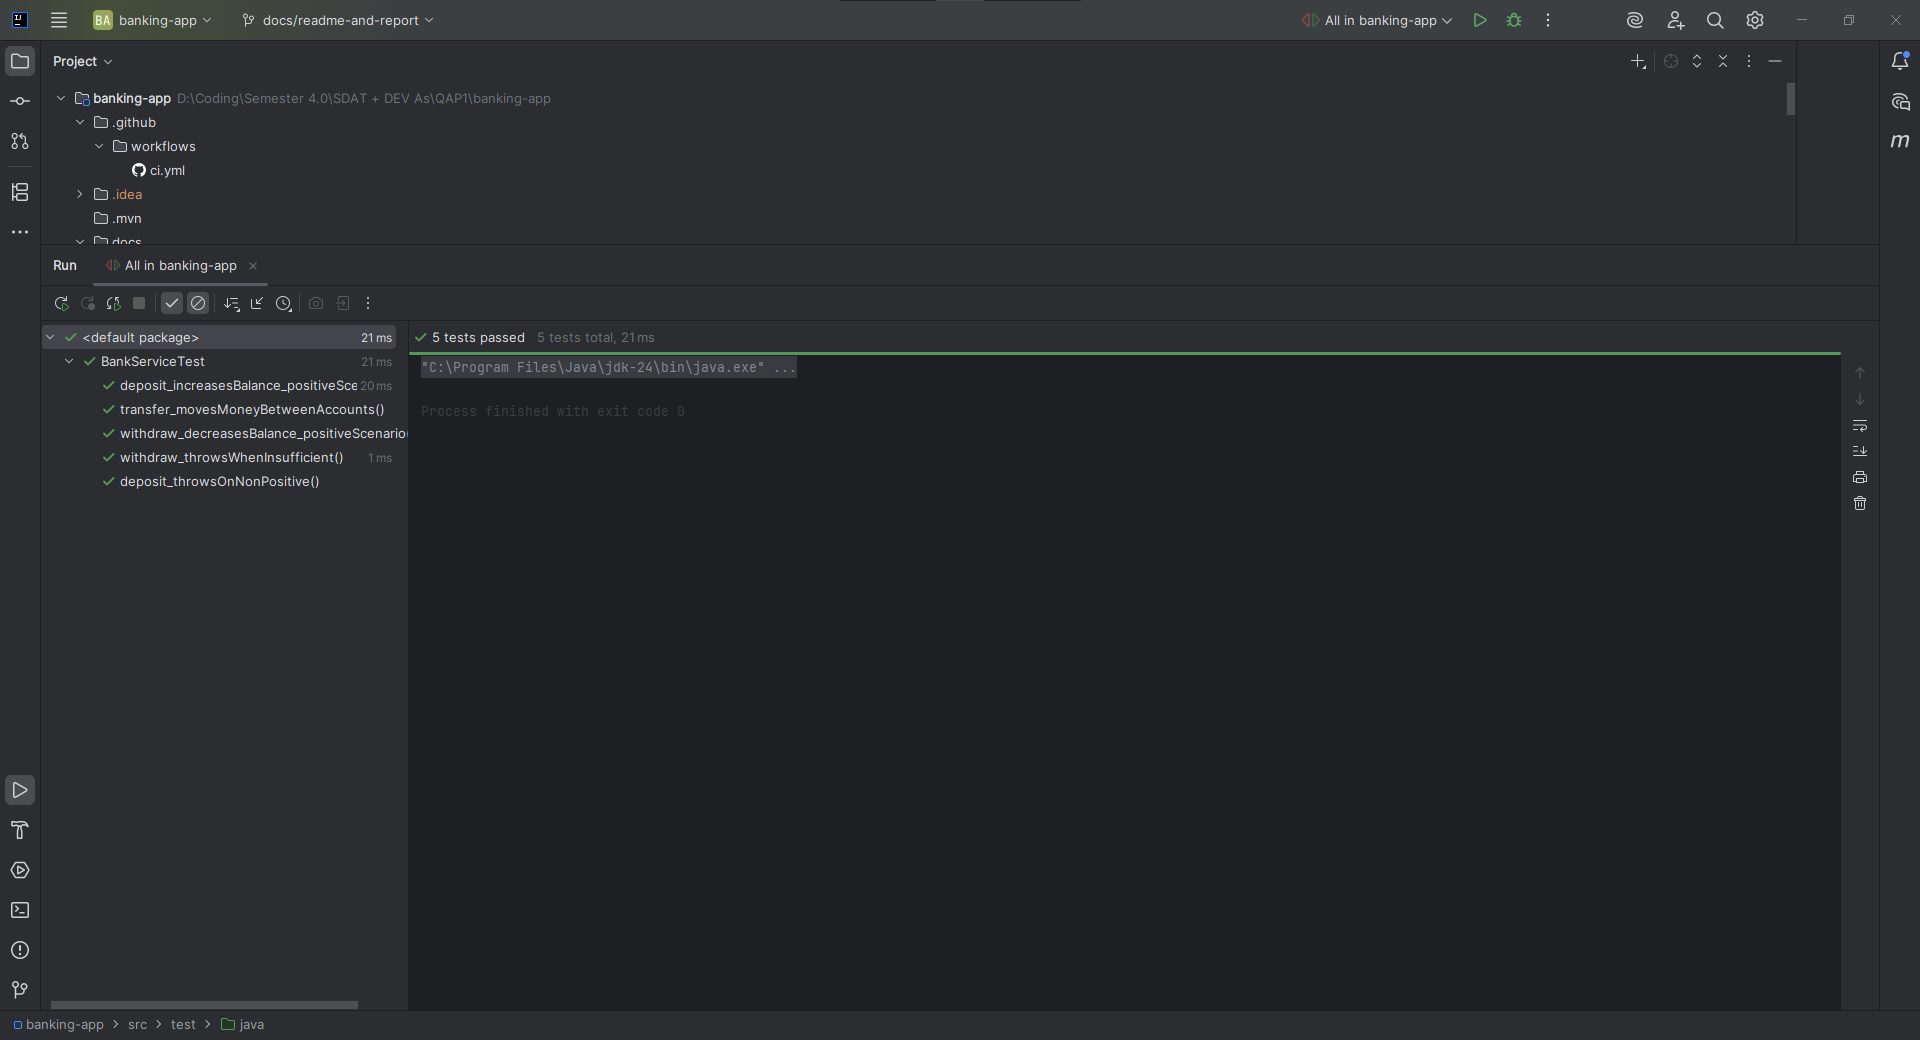 BA banking-app docs/readme-and-report All in banking-app
Project
banking-app D:\Coding\Semester 4.0\SDAT + DEV As\QAP1\banking-app
.github
workflows
ci.yml
.idea
.mvn
docs
m
Run All in banking-app
<default package> 21 ms
BankServiceTest 21 ms
deposit_increasesBalance_positiveSce 20 ms
transfer_movesMoneyBetweenAccounts()
withdraw_decreasesBalance_positiveScenario(
withdraw_throwsWhenInsufficient() 1 ms
deposit_throwsOnNonPositive()
5 tests passed 5 tests total, 21 ms
"C:\Program Files\Java\jdk-24\bin\java.exe" ...
Process finished with exit code 0
banking-app > src > test > java